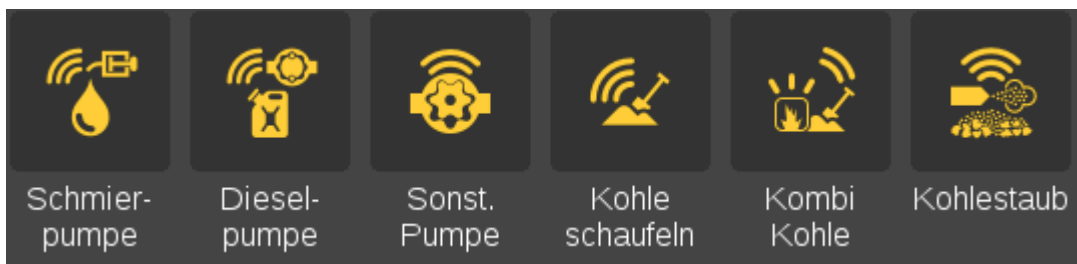 Schmier-
pumpe
Diesel-
pumpe
Sonst.
Pumpe
Kohle
schaufeln
Kombi
Kohle
Kohlestaub